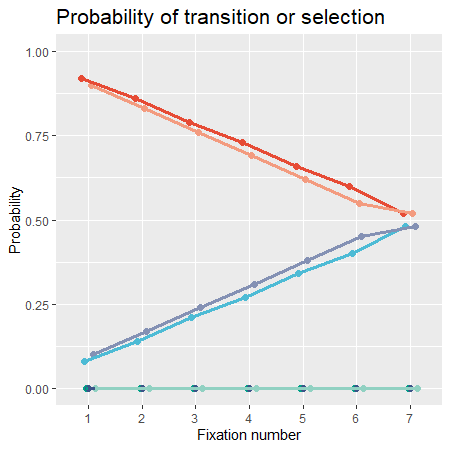 Probability of transition or selection
1.00
0.75
0.50
0.25
0.00
Probability
1 2 3 4 5 6 7
Fixation number